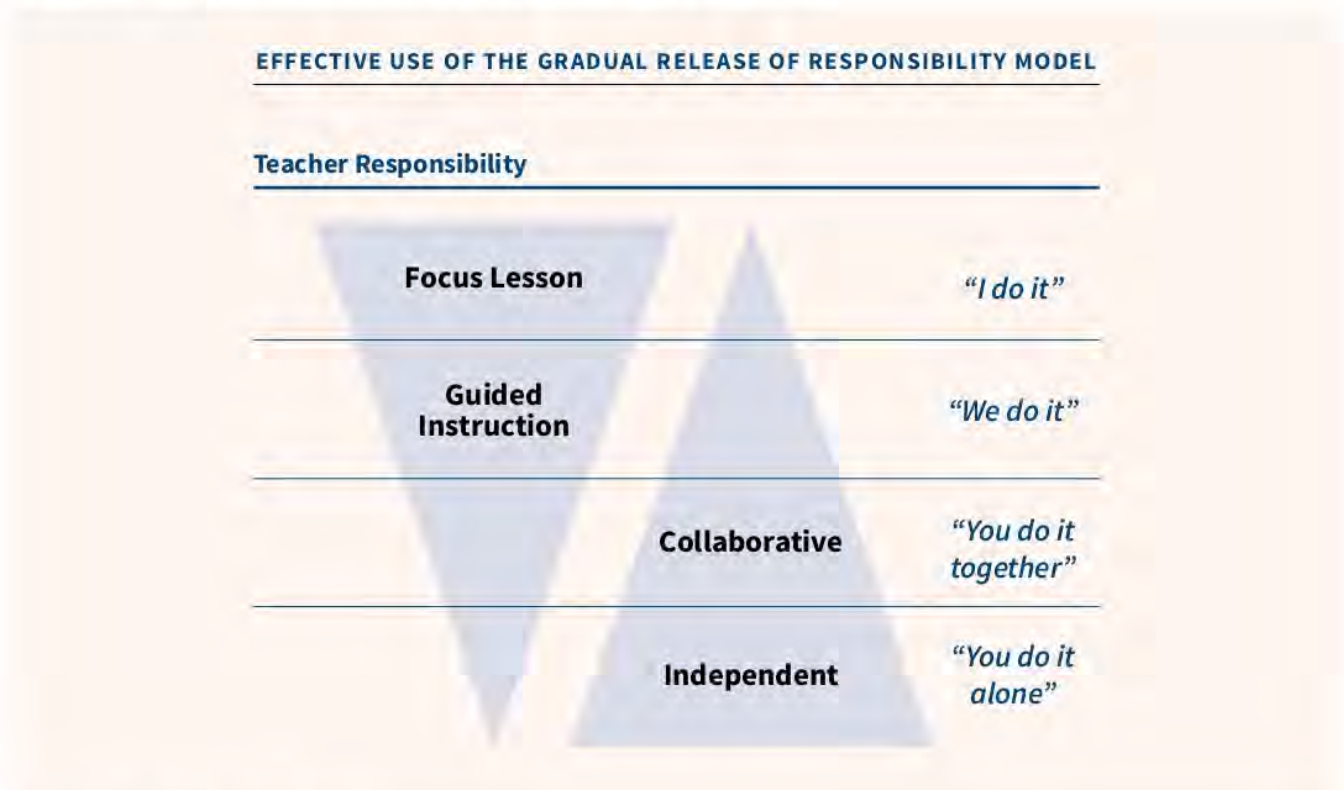 EFFECTIVE USE OF THE GRADUAL RELEASE OF RESPONSIBILITY MODEL
Teacher Responsibility
Focus Lesson
“I do it”
Guided
Instruction
“We do it”
Collaborative
“You do it
together”
Independent
“You do it
alone”